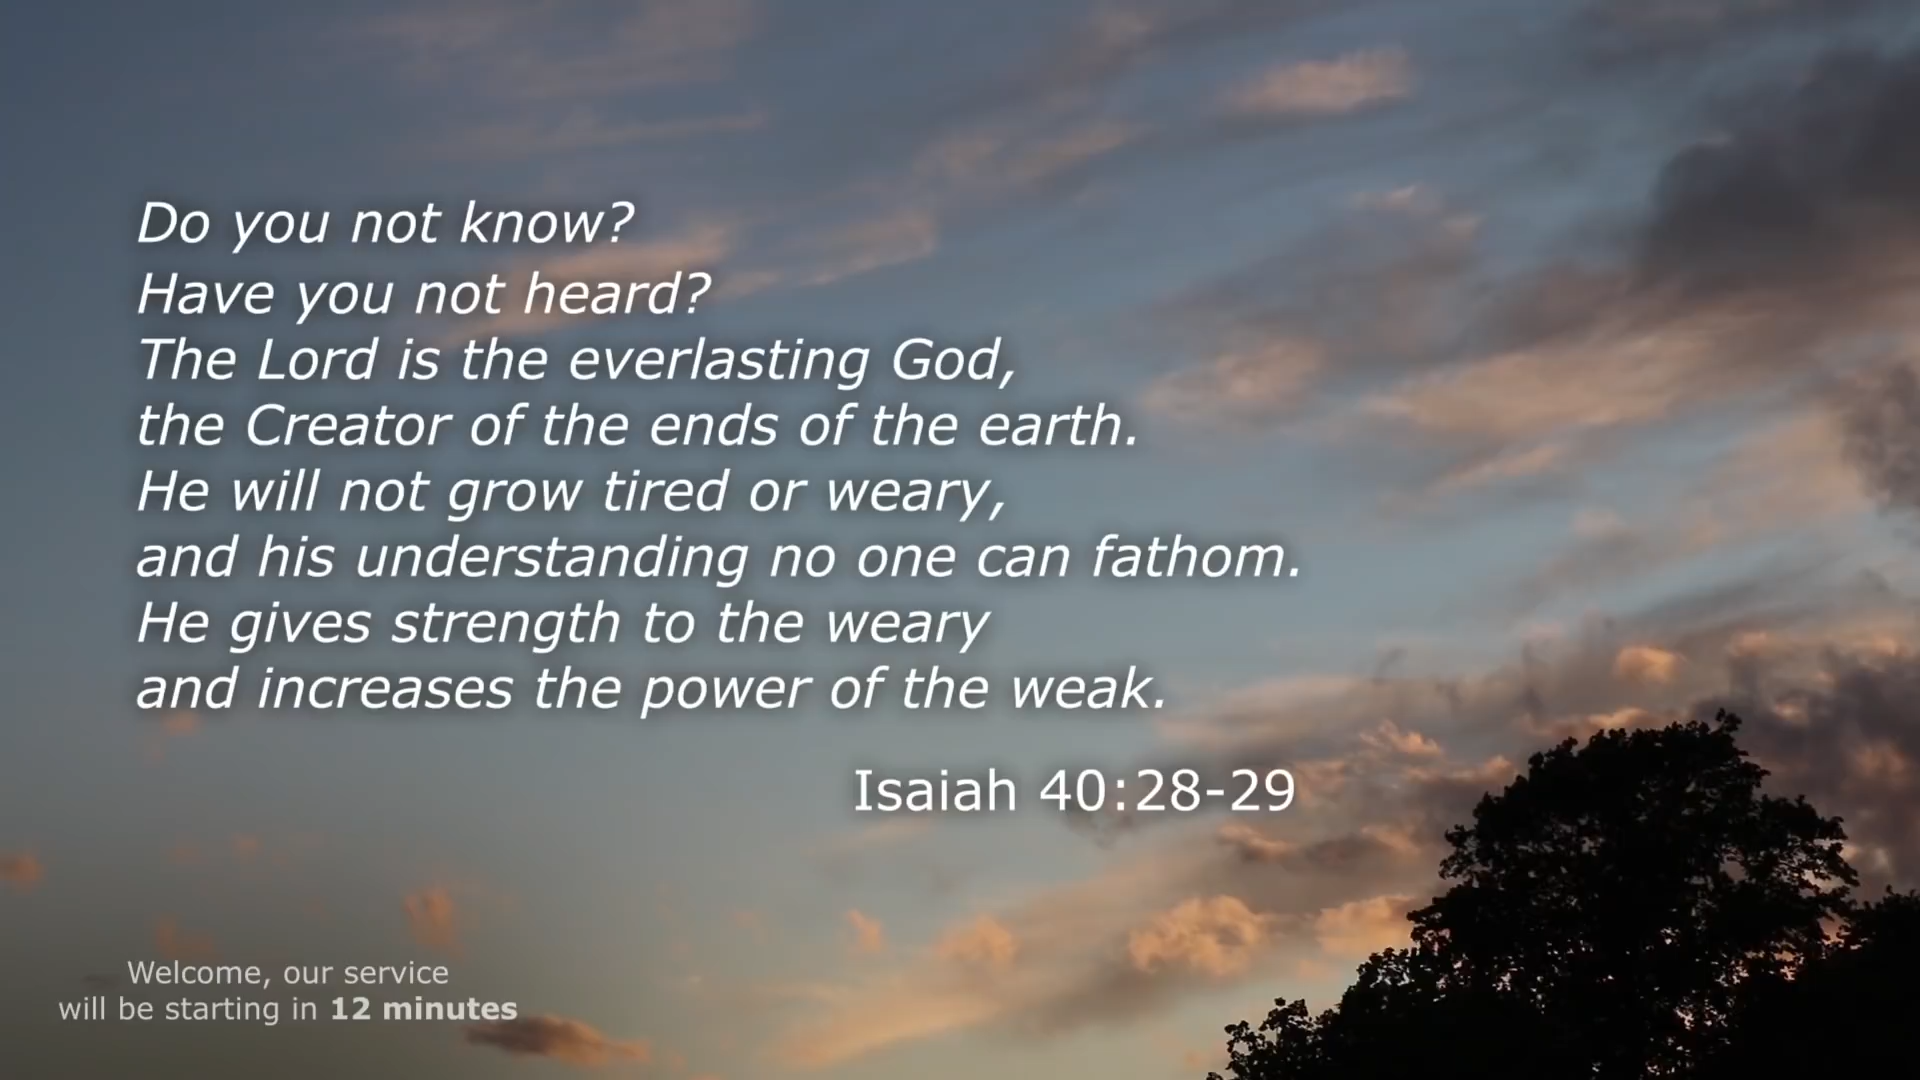 Do you not know?
Have you not heard?
The Lord is the everlasting God,
the Creator of the ends of the earth.
He will not grow tired or weary,
and his understanding no one can fathom.
He gives strength to the weary
and increases the power of the weak.
Isaiah 40:28-29
Welcome, our service
will be starting in 12 minutes